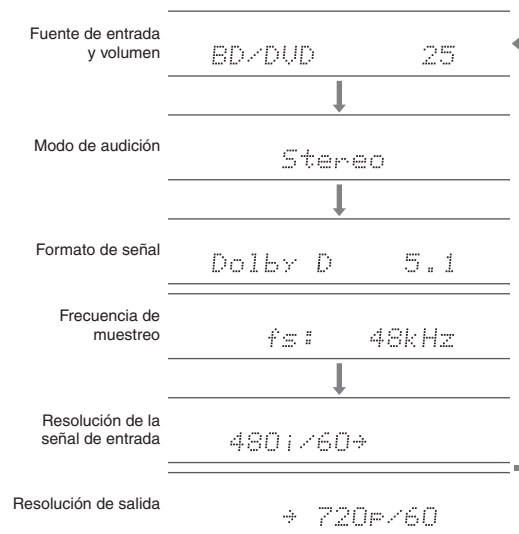 Fuente de entrada
y volumen
BD/DVD 25
Modo de audición
Stereo
Formato de señal
Dolby D 5.1
Frecuencia de
muestreo
fs: 48kHz
Resolución de la
señal de entrada
480i/60→
Resolución de salida
→ 720p/60